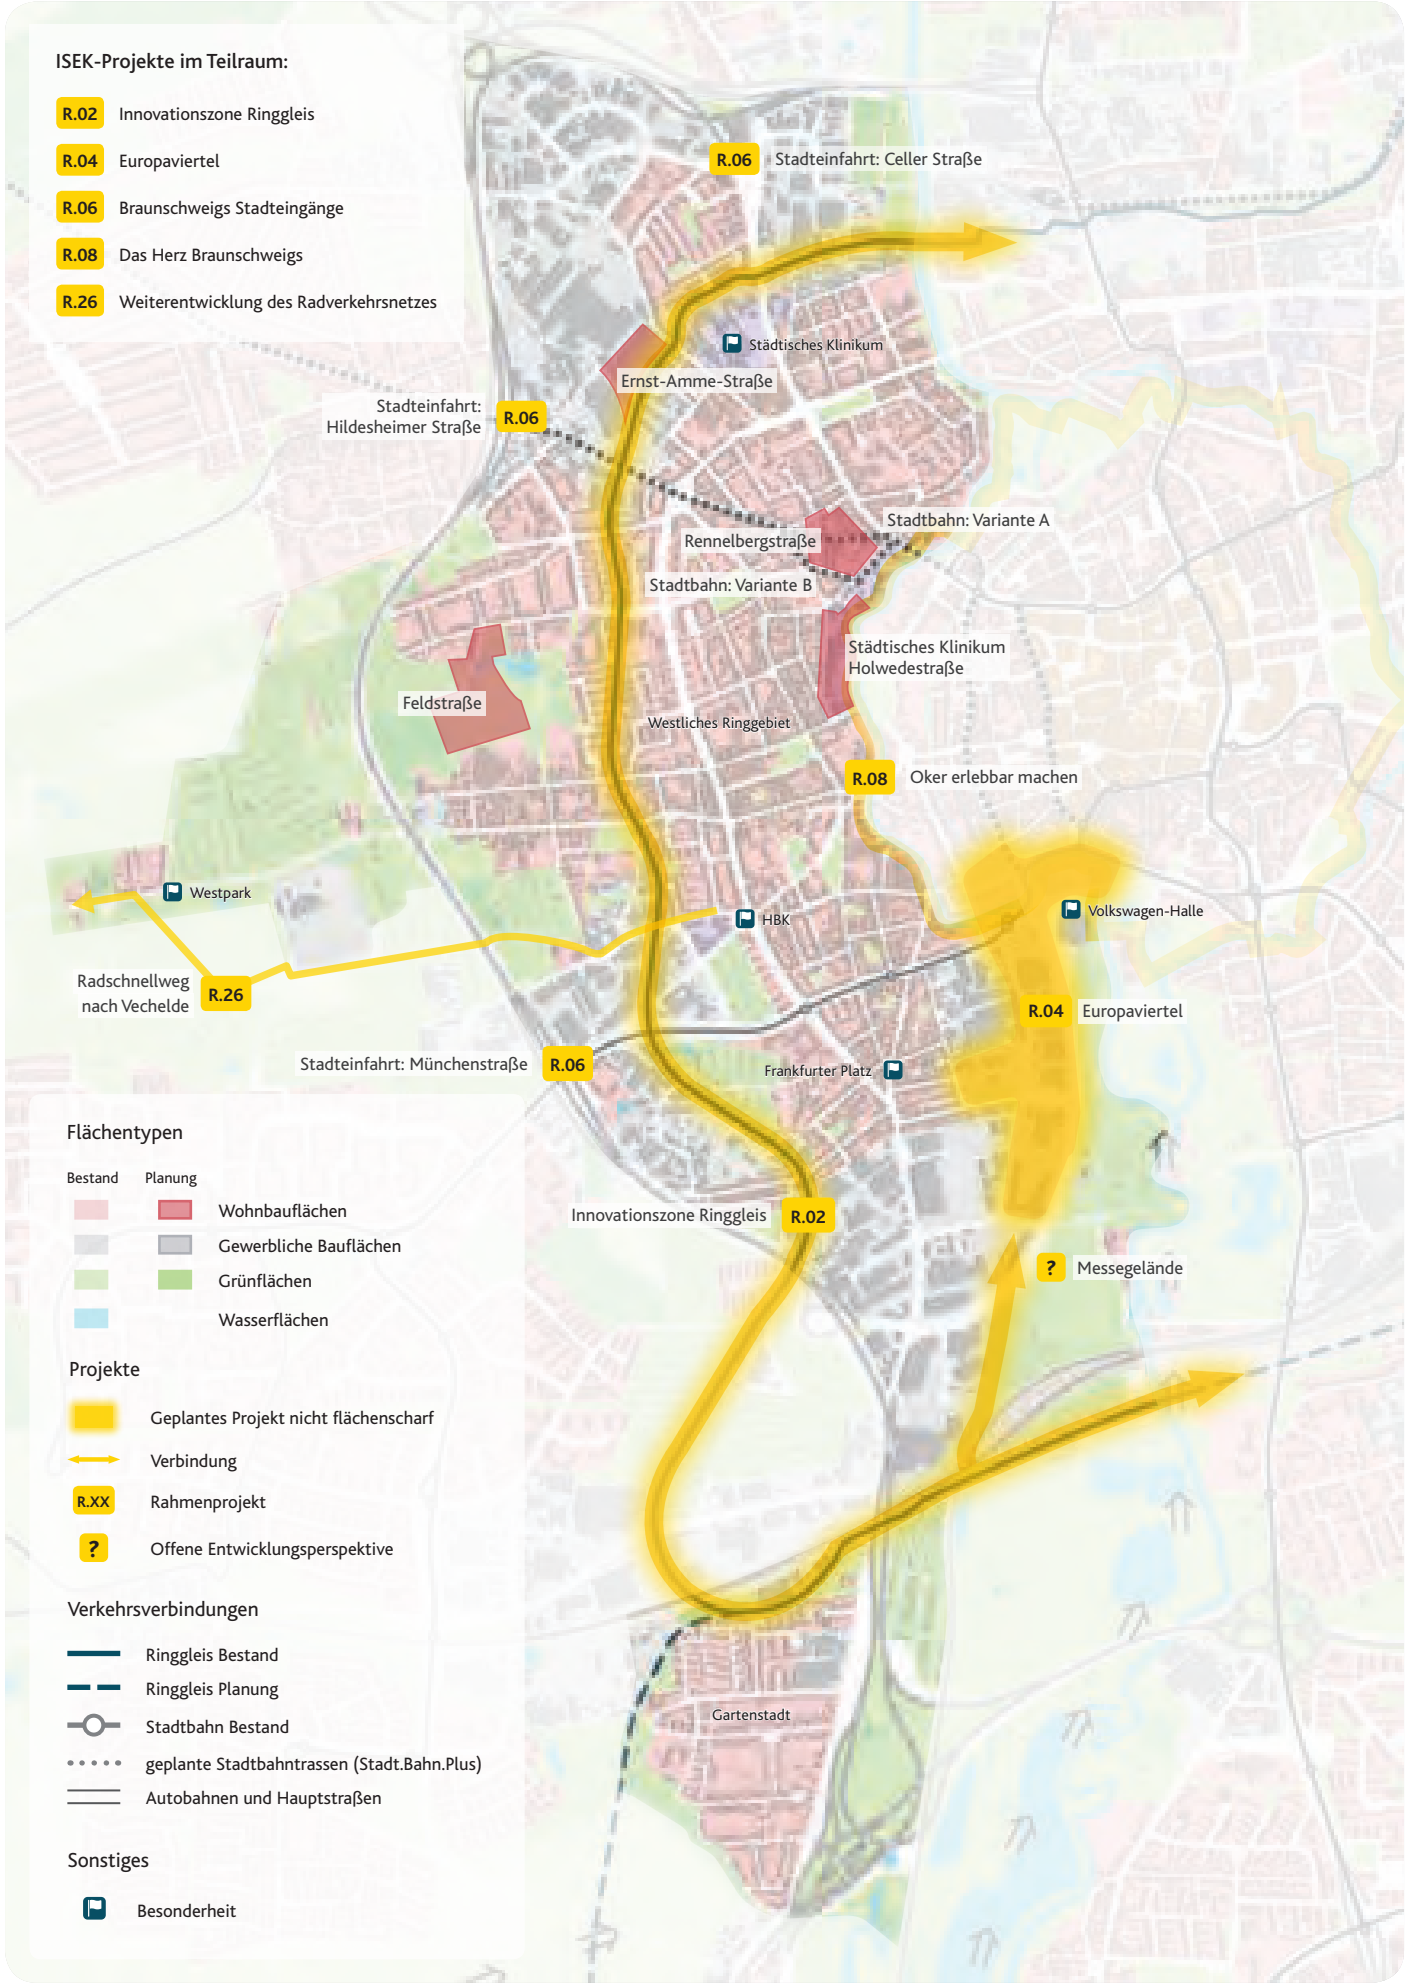 ISEK-Projekte im Teilraum:
R.02 Innovationszone Ringgleis
R.04 Europaviertel
R.06 Braunschweigs Stadteingänge
R.08 Das Herz Braunschweigs
R.26 Weiterentwicklung des Radverkehrsnetzes
R.06 Stadteinfahrt: Celler Straße
Städtisches Klinikum
Ernst-Amme-Straße
Stadteinfahrt:
Hildesheimer Straße
R.06
Stadtbahn: Variante A
Rennelbergstraße
Stadtbahn: Variante B
Städtisches Klinikum
Holwedestraße
Feldstraße
Westliches Ringgebiet
R.08 Oker erlebbar machen
Westpark
Volkswagen-Halle
HBK
Radschnellweg
nach Vechelde
R.26
R.04 Europaviertel
Stadteinfahrt: Münchenstraße R.06
Frankfurter Platz
Innovationszone Ringgleis R.02
? Messegelände
Gartenstadt
Flächentypen
Bestand Planung
Wohnbauflächen
Gewerbliche Bauflächen
Grünflächen
Wasserflächen
Projekte
Geplantes Projekt nicht flächenscharf
Verbindung
R.XX Rahmenprojekt
? Offene Entwicklungsperspektive
Verkehrsverbindungen
Ringgleis Bestand
Ringgleis Planung
Stadtbahn Bestand
geplante Stadtbahntrassen (Stadt.Bahn.Plus)
Autobahnen und Hauptstraßen
Sonstiges
Besonderheit